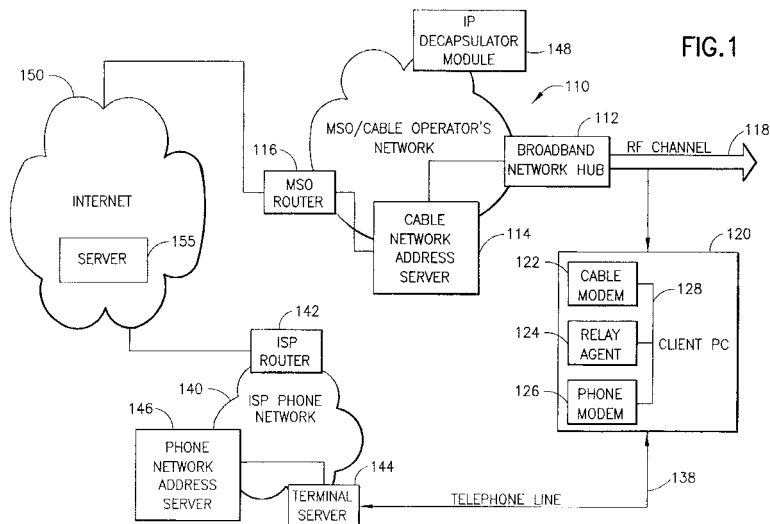 IP
DECAPSULATOR
MODULE
148
FIG.1
150
110
MSO/CABLE OPERATOR'S
NETWORK
112
118
116
BROADBAND
NETWORK HUB
RF CHANNEL
MSO
ROUTER
INTERNET
CABLE
NETWORK
ADDRESS
SERVER
114
155
SERVER
120
122
CABLE
MODEM
128
142
124
RELAY
AGENT
CLIENT PC
ISP
ROUTER
140
ISP PHONE
NETWORK
126
PHONE
MODEM
146
PHONE
NETWORK
ADDRESS
SERVER
144
TERMINAL
SERVER
TELEPHONE LINE
138